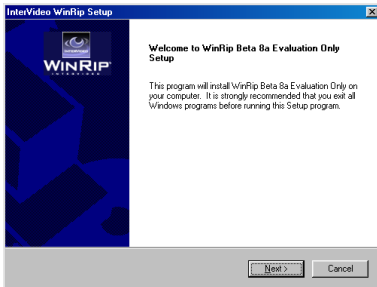 InterVideo WinRip Setup
WINRIP
INTERVIDEO
Welcome to WinRip Beta 8a Evaluation Only
Setup
This program will install WinRip Beta 8a Evaluation Only on
your computer. It is strongly recommended that you exit all
Windows programs before running this Setup program.
Next >
Cancel